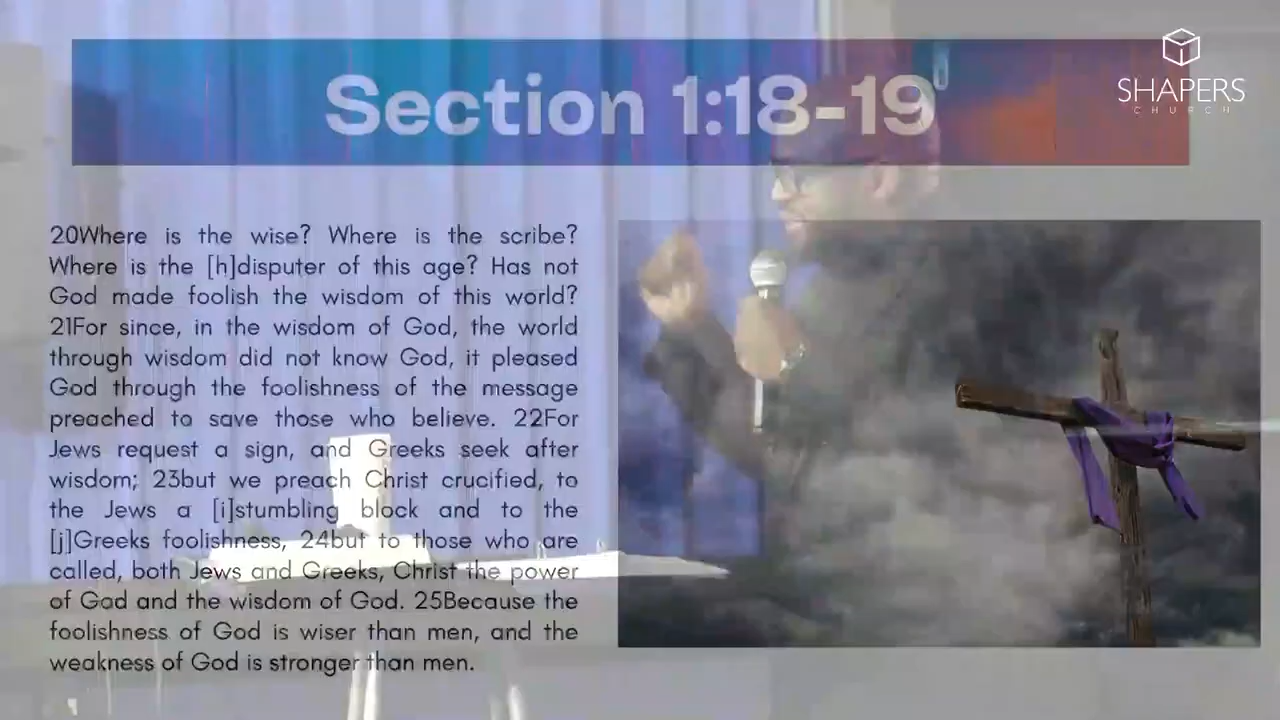 Section 1:18-19
SHAPERS
CHURCH
20Where is the wise? Where is the scribe?
Where is the [h]disputer of this age? Has not
God made foolish the wisdom of this world?
21For since, in the wisdom of God, the world
through wisdom did not know God, it pleased
God through the foolishness of the message
preached to save those who believe. 22For
Jews request a sign, and Greeks seek after
wisdom; 23but we preach Christ crucified, to
the Jews a [i]stumbling block and to the
[j]Greeks foolishness, 24but to those who are
called, both Jews and Greeks, Christ the power
of God and the wisdom of God. 25Because the
foolishness of God is wiser than men, and the
weakness of God is stronger than men.